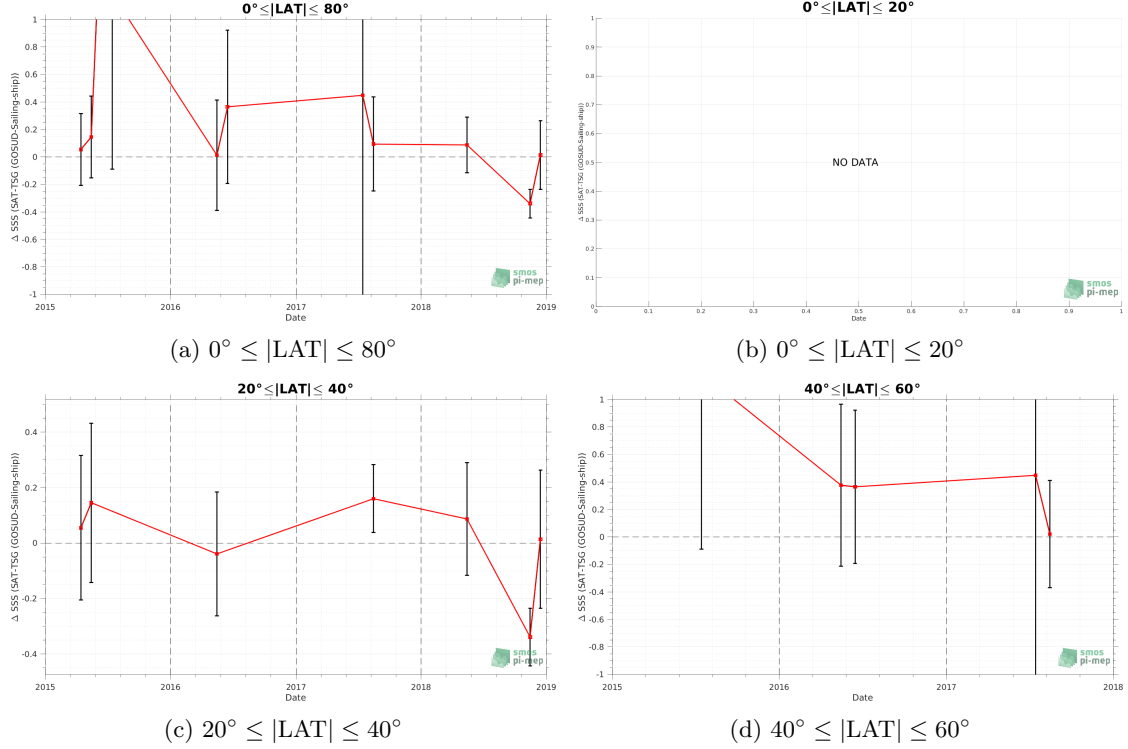 0°≤|LAT|≤ 80°
Δ SSS (SAT-TSG (GOSUD-Sailing-ship))
1
0.8
0.6
0.4
0.2
0
-0.2
-0.4
-0.6
-0.8
-1
2015 2016 2017 2018 2019
Date
smos
pi-mep
(a) 0° ≤ |LAT| ≤ 80°
0°≤|LAT|≤ 20°
Δ SSS (SAT-TSG (GOSUD-Sailing-ship))
1
0.9
0.8
0.7
0.6
0.5
0.4
0.3
0.2
0.1
0
NO DATA
0 0.1 0.2 0.3 0.4 0.5 0.6 0.7 0.8 0.9 1
Date
smos
pi-mep
(b) 0° ≤ |LAT| ≤ 20°
20°≤|LAT|≤ 40°
Δ SSS (SAT-TSG (GOSUD-Sailing-ship))
0.4
0.2
0
-0.2
-0.4
2015 2016 2017 2018 2019
Date
smos
pi-mep
(c) 20° ≤ |LAT| ≤ 40°
40°≤|LAT|≤ 60°
Δ SSS (SAT-TSG (GOSUD-Sailing-ship))
1
0.8
0.6
0.4
0.2
0
-0.2
-0.4
-0.6
-0.8
-1
2015 2016 2017 2018
Date
smos
pi-mep
(d) 40° ≤ |LAT| ≤ 60°